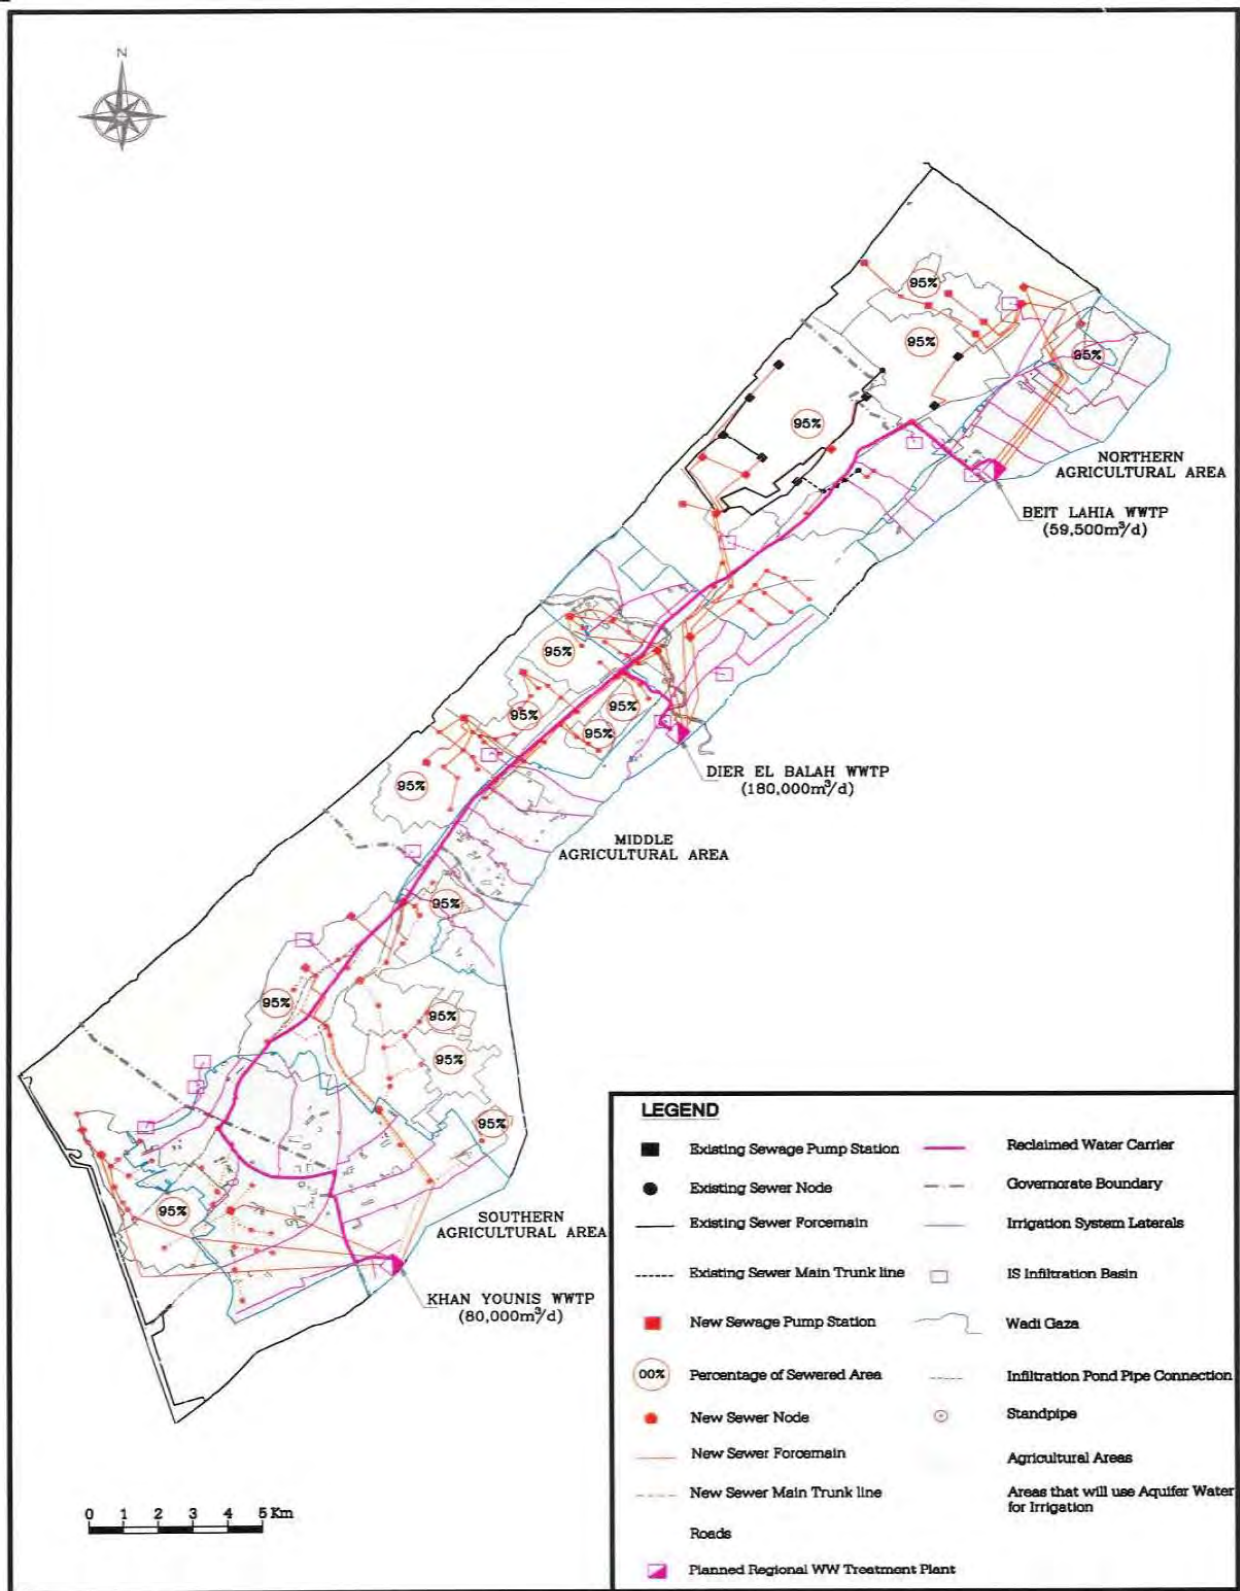 N
95%
95%
95%
95%
NORTHERN
AGRICULTURAL AREA
BEIT LAHIA WWTP
(59,500m³/d)
95%
95%
95%
95%
DIER EL BALAH WWTP
(180,000m³/d)
95%
MIDDLE
AGRICULTURAL AREA
95%
95%
95%
95%
95%
95%
SOUTHERN
AGRICULTURAL AREA
KHAN YOUNIS WWTP
(80,000m³/d)
0 1 2 3 4 5 Km
LEGEND
Existing Sewage Pump Station
Existing Sewer Node
Existing Sewer Forcemain
Existing Sewer Main Trunk line
New Sewage Pump Station
00% Percentage of Sewered Area
New Sewer Node
New Sewer Forcemain
New Sewer Main Trunk line
Roads
Planned Regional WW Treatment Plant
Reclaimed Water Carrier
Governorate Boundary
Irrigation System Laterals
IS Infiltration Basin
Wadi Gaza
Infiltration Pond Pipe Connection
Standpipe
Agricultural Areas
Areas that will use Aquifer Water
for Irrigation